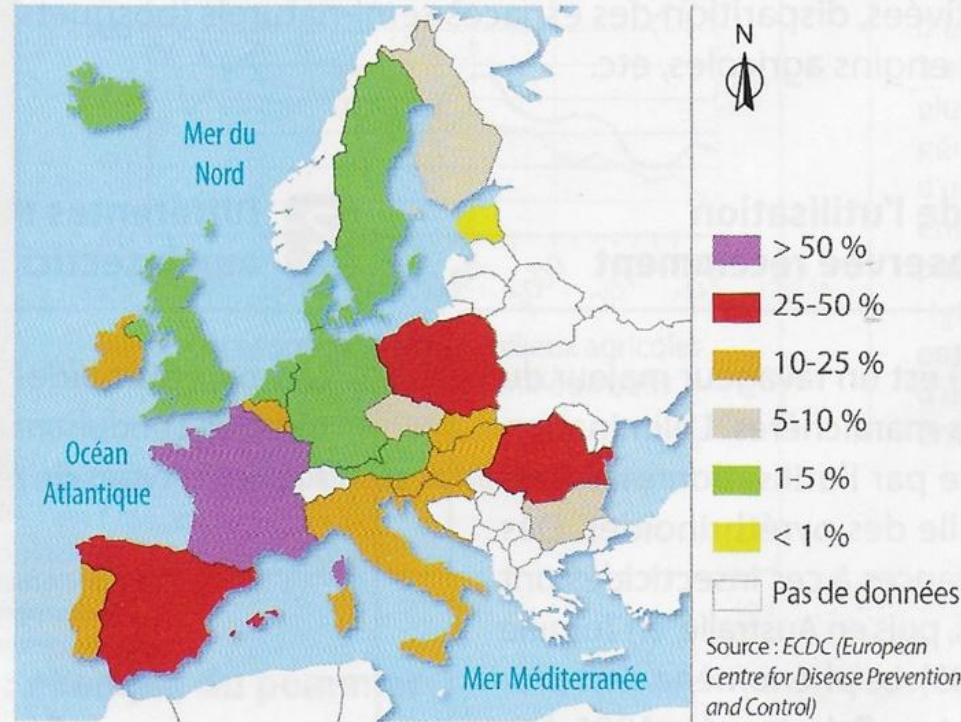 Mer du
Nord
Océan
Atlantique
Mer Méditerranée
N
> 50 %
25-50 %
10-25 %
5-10 %
1-5 %
< 1 %
Pas de données
Source : ECDC (European
Centre for Disease Prevention
and Control)